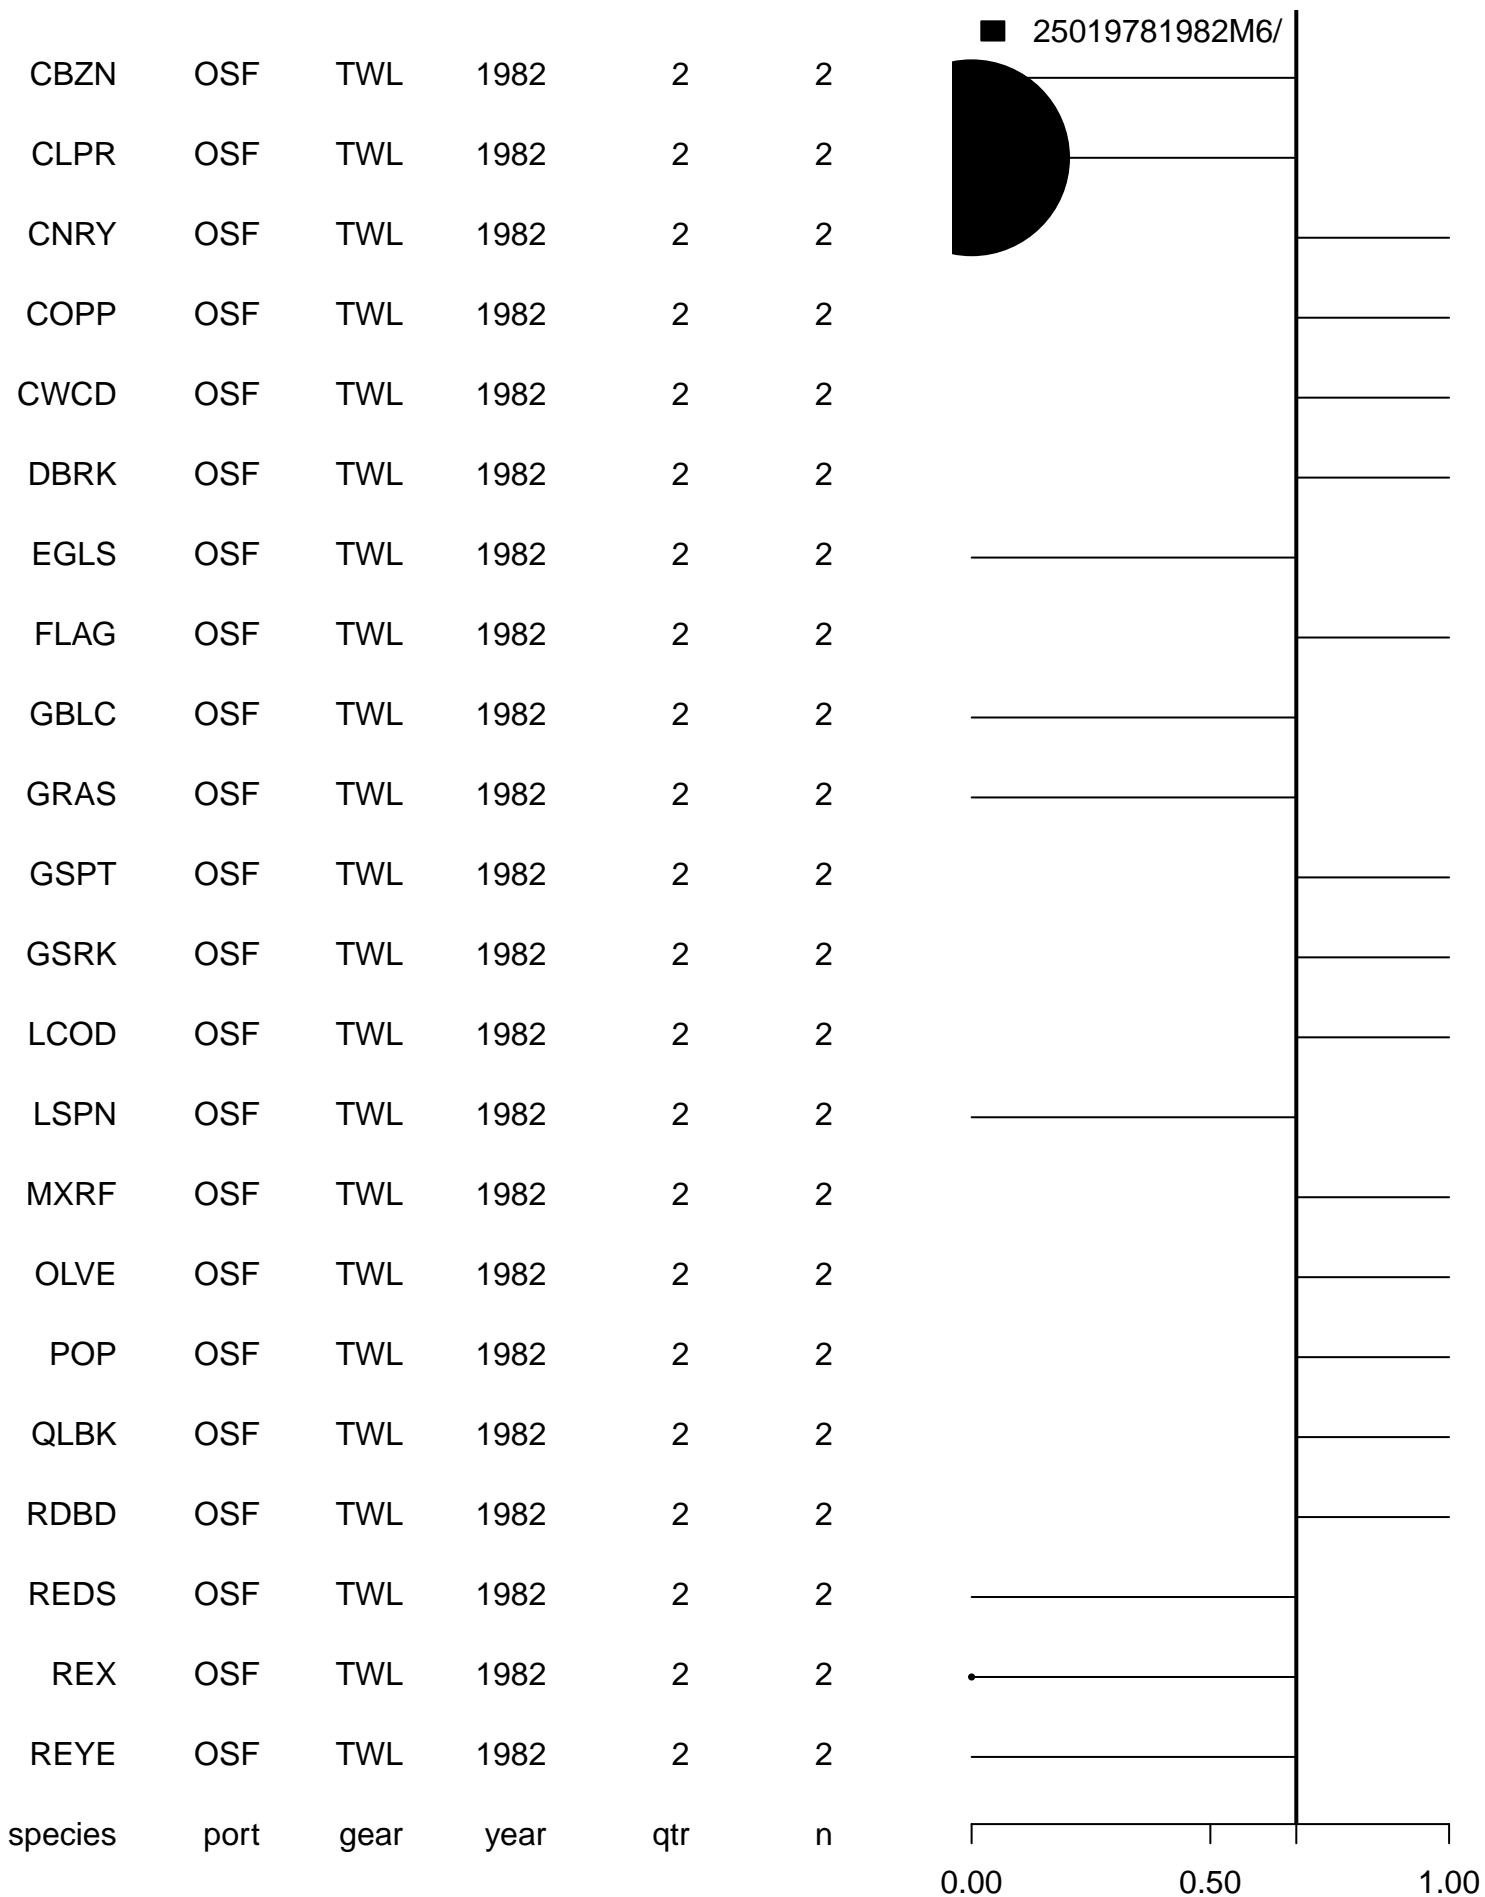 25019781982M6/
CBZN OSF TWL 1982 2 2
CLPR OSF TWL 1982 2 2
CNRY OSF TWL 1982 2 2
COPP OSF TWL 1982 2 2
CWCD OSF TWL 1982 2 2
DBRK OSF TWL 1982 2 2
EGLS OSF TWL 1982 2 2
FLAG OSF TWL 1982 2 2
GBLC OSF TWL 1982 2 2
GRAS OSF TWL 1982 2 2
GSPT OSF TWL 1982 2 2
GSRK OSF TWL 1982 2 2
LCOD OSF TWL 1982 2 2
LSPN OSF TWL 1982 2 2
MXRF OSF TWL 1982 2 2
OLVE OSF TWL 1982 2 2
POP OSF TWL 1982 2 2
QLBK OSF TWL 1982 2 2
RDBD OSF TWL 1982 2 2
REDS OSF TWL 1982 2 2
REX OSF TWL 1982 2 2
REYE OSF TWL 1982 2 2
species port gear year qtr n
0.00 0.50 1.00